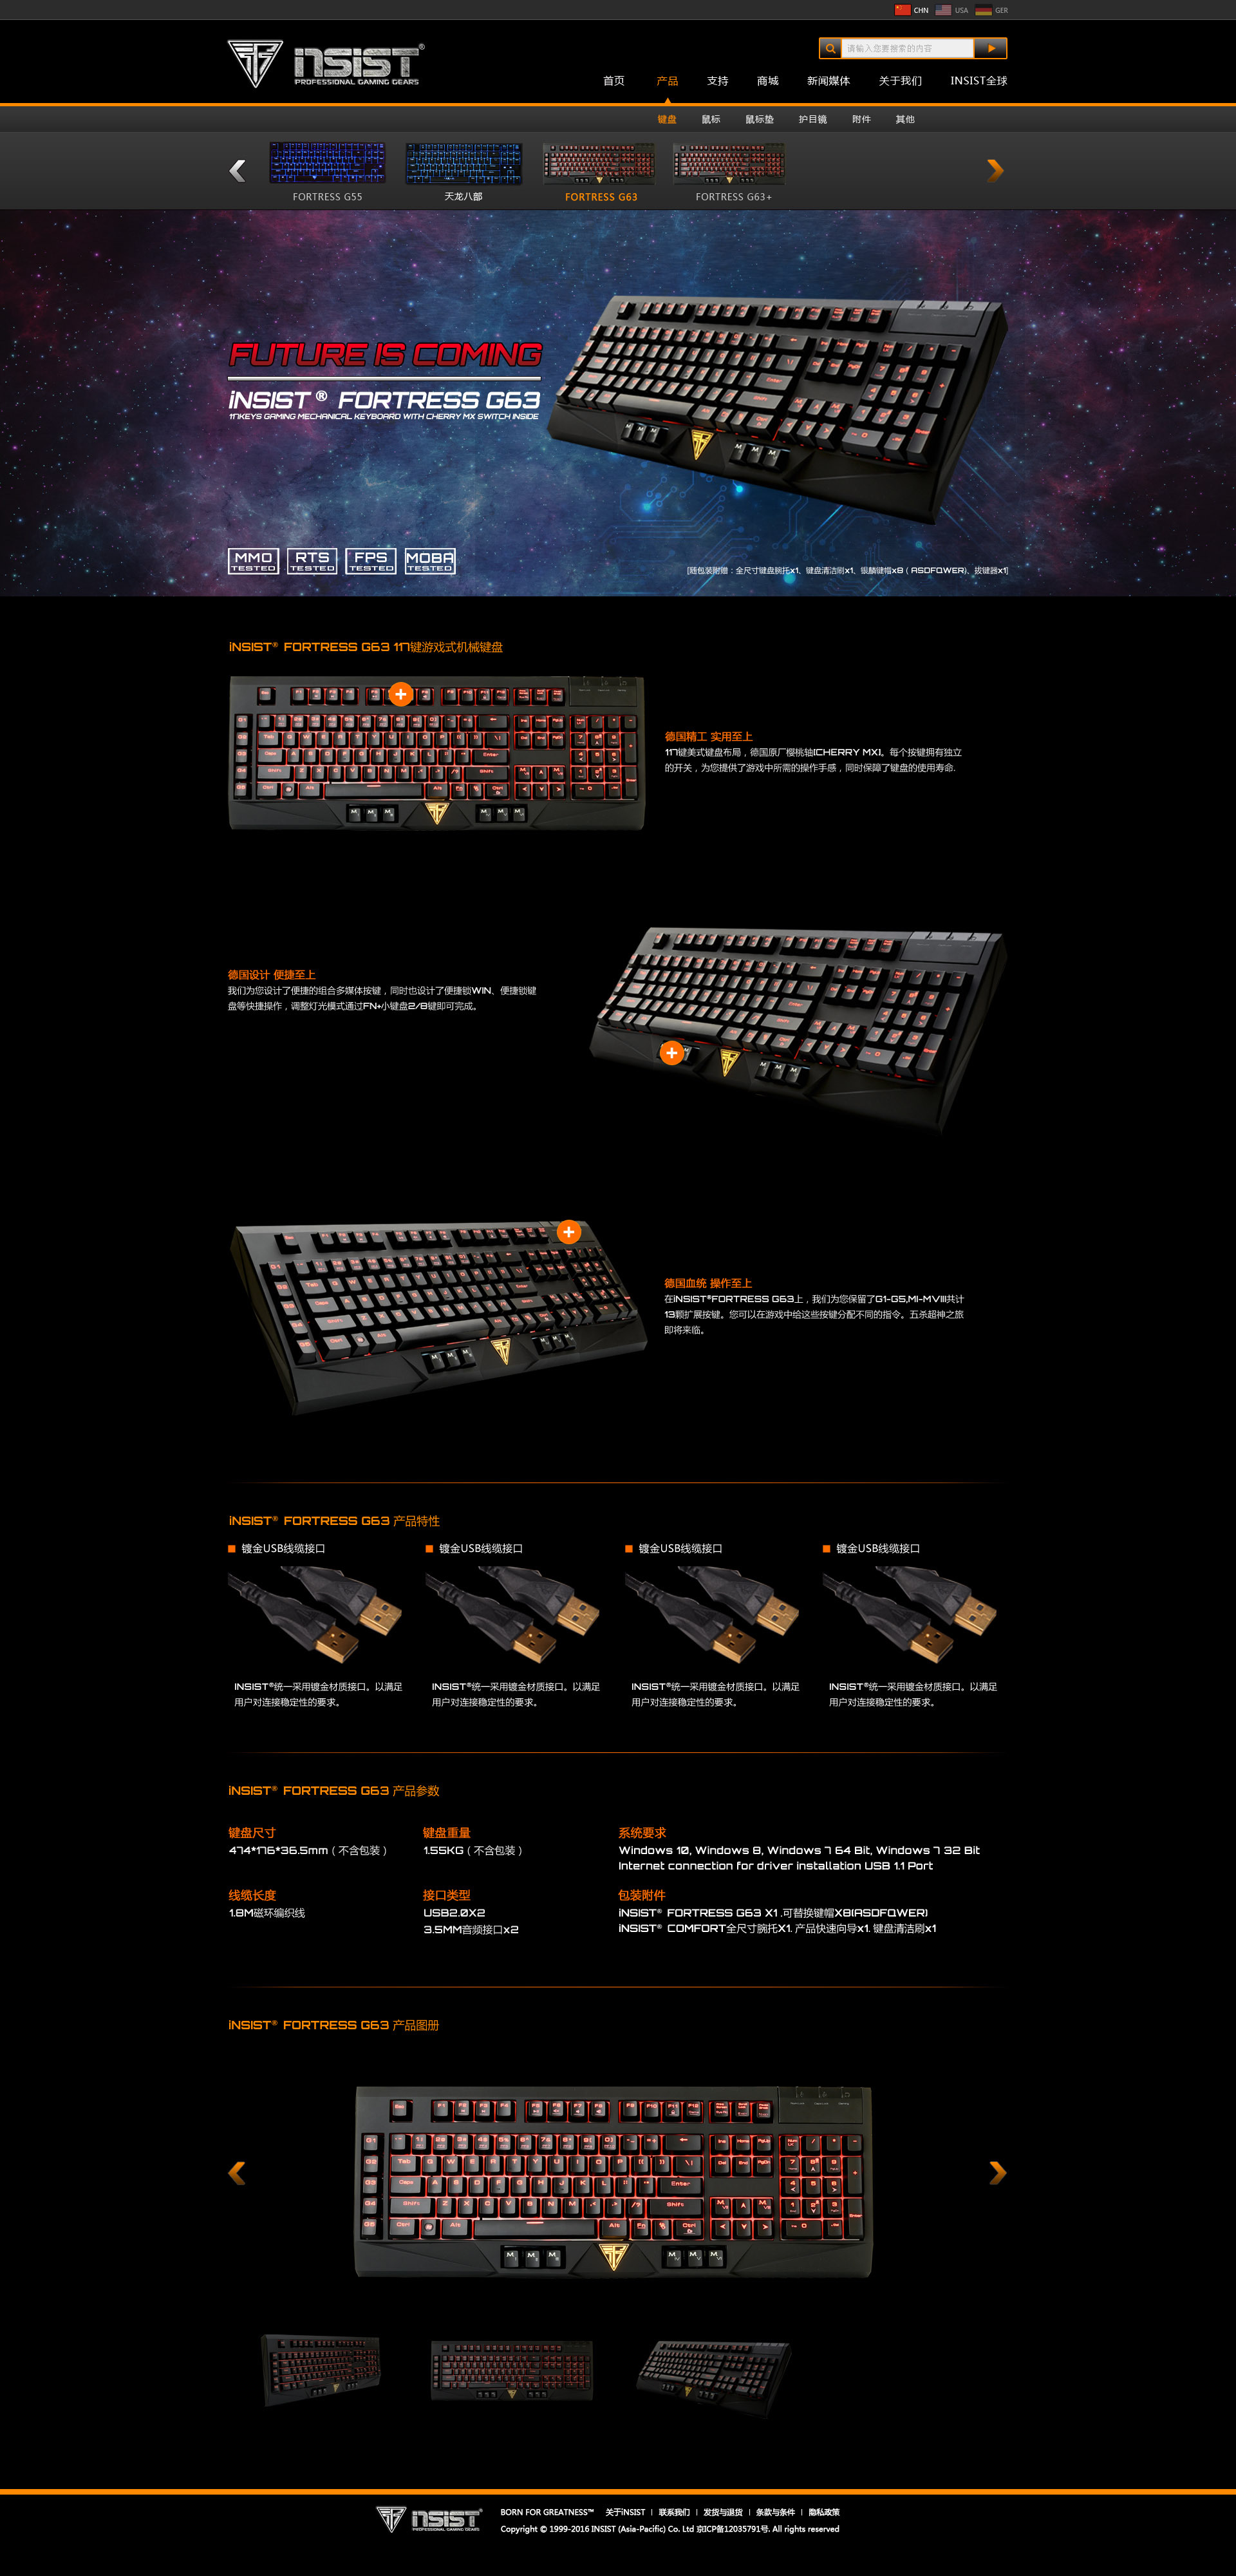 CHN USA GER
INSIST®
PROFESSIONAL GAMING GEARS
请输入您要搜索的内容
首页 产品 支持 商城 新闻媒体 关于我们 INSIST全球
键盘 鼠标 鼠标垫 护目镜 附件 其他
FORTRESS G55 天龙八部 FORTRESS G63 FORTRESS G63+
FUTURE IS COMING
iNSIST® FORTRESS G63
117KEYS GAMING MECHANICAL KEYBOARD WITH CHERRY MX SWITCH INSIDE
MMO TESTED RTS TESTED FPS TESTED MOBA TESTED
[随包装附赠：全尺寸键盘腕托x1、键盘清洁刷x1、银麟键帽x8（ASDFQWER)、拔键器x1]
iNSIST® FORTRESS G63 117键游戏式机械键盘
德国精工 实用至上
117键美式键盘布局，德国原厂樱桃轴[CHERRY MX]。每个按键拥有独立
的开关，为您提供了游戏中所需的操作手感，同时保障了键盘的使用寿命.
德国设计 便捷至上
我们为您设计了便捷的组合多媒体按键，同时也设计了便捷锁WIN、便捷锁键
盘等快捷操作，调整灯光模式通过FN+小键盘2/8键即可完成。
德国血统 操作至上
在iNSIST®FORTRESS G63上，我们为您保留了G1-G5,MI-MVIII共计
13颗扩展按键。您可以在游戏中给这些按键分配不同的指令。五杀超神之旅
即将来临。
iNSIST® FORTRESS G63 产品特性
镀金USB线缆接口 镀金USB线缆接口 镀金USB线缆接口 镀金USB线缆接口
INSIST®统一采用镀金材质接口。以满足
用户对连接稳定性的要求。
INSIST®统一采用镀金材质接口。以满足
用户对连接稳定性的要求。
INSIST®统一采用镀金材质接口。以满足
用户对连接稳定性的要求。
INSIST®统一采用镀金材质接口。以满足
用户对连接稳定性的要求。
iNSIST® FORTRESS G63 产品参数
键盘尺寸
474*176*36.5mm（不含包装）
键盘重量
1.55KG（不含包装）
系统要求
Windows 10, Windows 8, Windows 7 64 Bit, Windows 7 32 Bit
Internet connection for driver installation USB 1.1 Port
线缆长度
1.8M磁环编织线
接口类型
USB2.0X2
3.5MM音频接口x2
包装附件
iNSIST® FORTRESS G63 X1 .可替换键帽X8(ASDFQWER)
iNSIST® COMFORT全尺寸腕托X1. 产品快速向导x1. 键盘清洁刷x1
iNSIST® FORTRESS G63 产品图册
INSIST
PROFESSIONAL GAMING GEARS
BORN FOR GREATNESS™ 关于iNSIST | 联系我们 | 发货与退货 | 条款与条件 | 隐私政策
Copyright © 1999-2016 INSIST (Asia-Pacific) Co. Ltd 京ICP备12035791号. All rights reserved